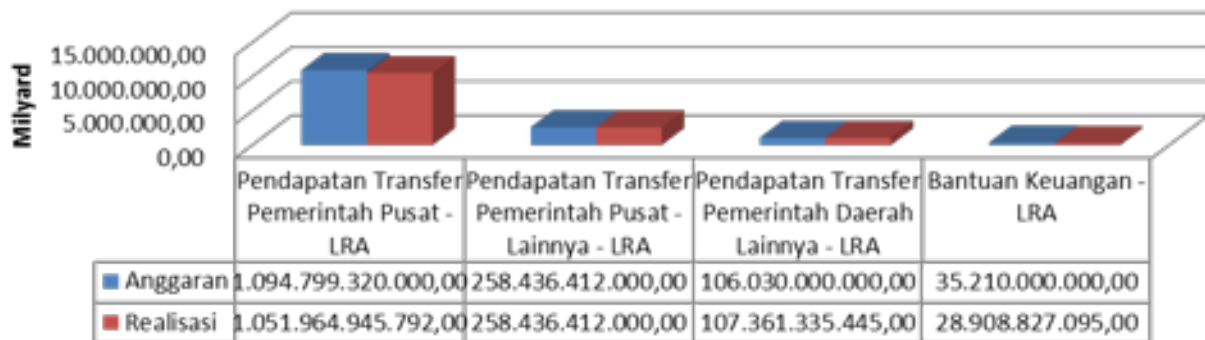 Milyard
15.000.000,00
10.000.000,00
5.000.000,00
0,00
Pendapatan Transfer Pemerintah Pusat - LRA
Pendapatan Transfer Pemerintah Pusat - Lainnya - LRA
Pendapatan Transfer Pemerintah Daerah Lainnya - LRA
Bantuan Keuangan - LRA
Anggaran 1.094.799.320.000,00 258.436.412.000,00 106.030.000.000,00 35.210.000.000,00
Realisasi 1.051.964.945.792,00 258.436.412.000,00 107.361.335.445,00 28.908.827.095,00